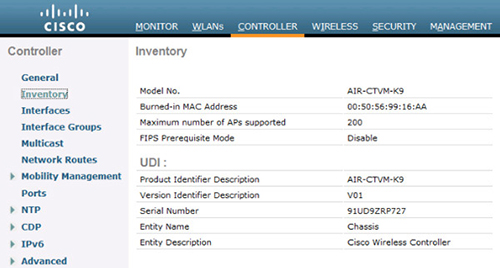 CISCO
MONITOR WLANs CONTROLLER WIRELESS SECURITY MANAGEMENT
Controller
General
Inventory
Interfaces
Interface Groups
Multicast
Network Routes
Mobility Management
Ports
NTP
CDP
IPv6
Advanced
Inventory
Model No. AIR-CTVM-K9
Burned-in MAC Address 00:50:56:99:16:AA
Maximum number of APs supported 200
FIPS Prerequisite Mode Disable
UDI :
Product Identifier Description AIR-CTVM-K9
Version Identifier Description V01
Serial Number 91UD9ZRP727
Entity Name Chassis
Entity Description Cisco Wireless Controller